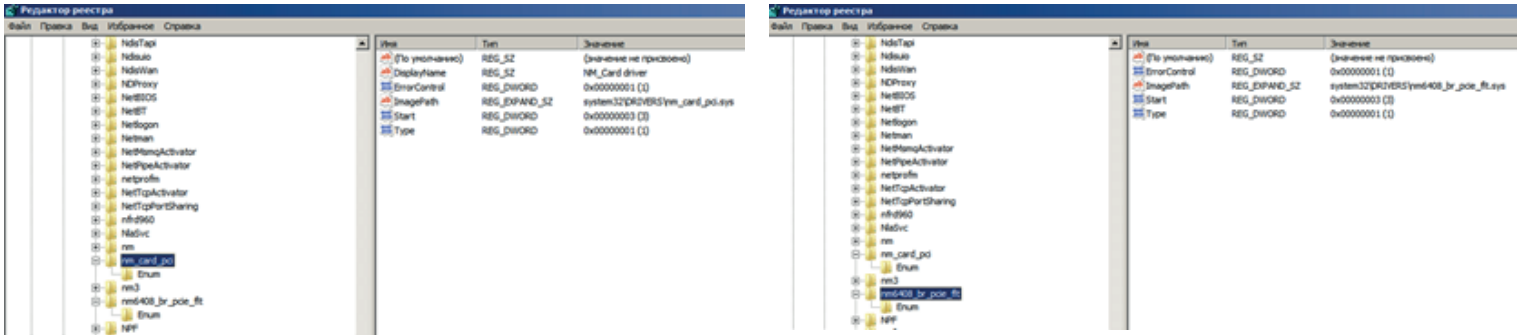 Редактор реестра
Файл Правка Вид Избранное Справка
NdisTapi
Ndisuio
NdisWan
NDProxy
NetBIOS
NetBT
Netlogon
Netman
NetMsmqActivator
NetPipeActivator
netprofm
NetTcpActivator
NetTcpPortSharing
nfrd960
NlaSvc
nm
nm_card_pci
Enum
nm3
nm6408_br_pcie_flt
Enum
NPF
Имя Тип Значение
(По умолчанию) REG_SZ (значение не присвоено)
DisplayName REG_SZ NM_Card driver
ErrorControl REG_DWORD 0x00000001 (1)
ImagePath REG_EXPAND_SZ system32\DRIVERS\nm_card_pci.sys
Start REG_DWORD 0x00000003 (3)
Type REG_DWORD 0x00000001 (1)
Редактор реестра
Файл Правка Вид Избранное Справка
NdisTapi
Ndisuio
NdisWan
NDProxy
NetBIOS
NetBT
Netlogon
Netman
NetMsmqActivator
NetPipeActivator
netprofm
NetTcpActivator
NetTcpPortSharing
nfrd960
NlaSvc
nm
nm_card_pci
Enum
nm3
nm6408_br_pcie_flt
Enum
NPF
Имя Тип Значение
(По умолчанию) REG_SZ (значение не присвоено)
ErrorControl REG_DWORD 0x00000001 (1)
ImagePath REG_EXPAND_SZ system32\DRIVERS\nm6408_br_pcie_flt.sys
Start REG_DWORD 0x00000003 (3)
Type REG_DWORD 0x00000001 (1)